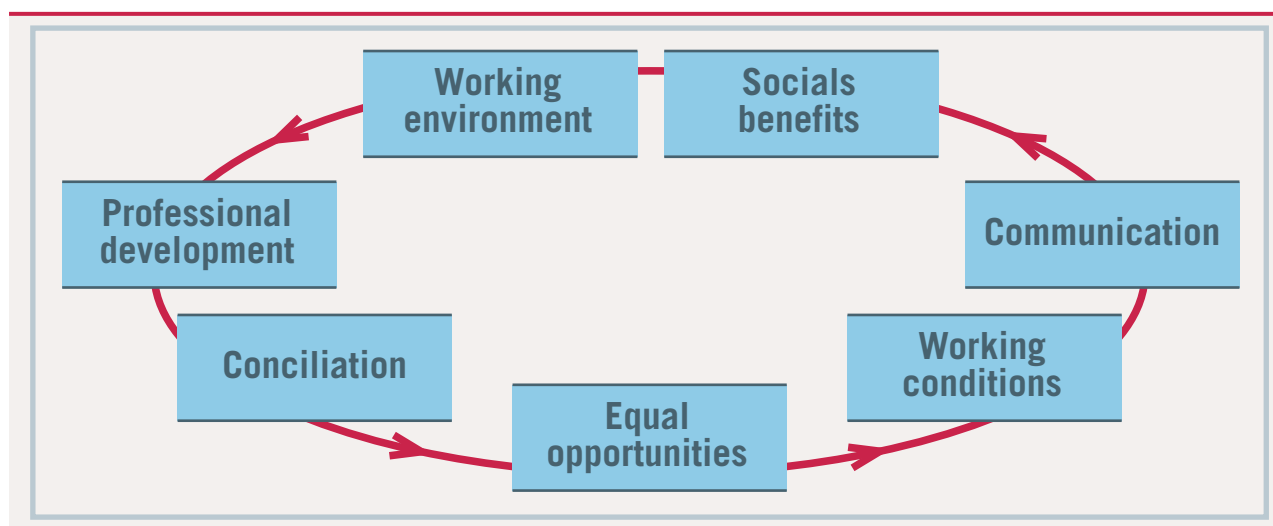 Working
environment
Socials
benefits
Professional
development
Communication
Conciliation
Working
conditions
Equal
opportunities